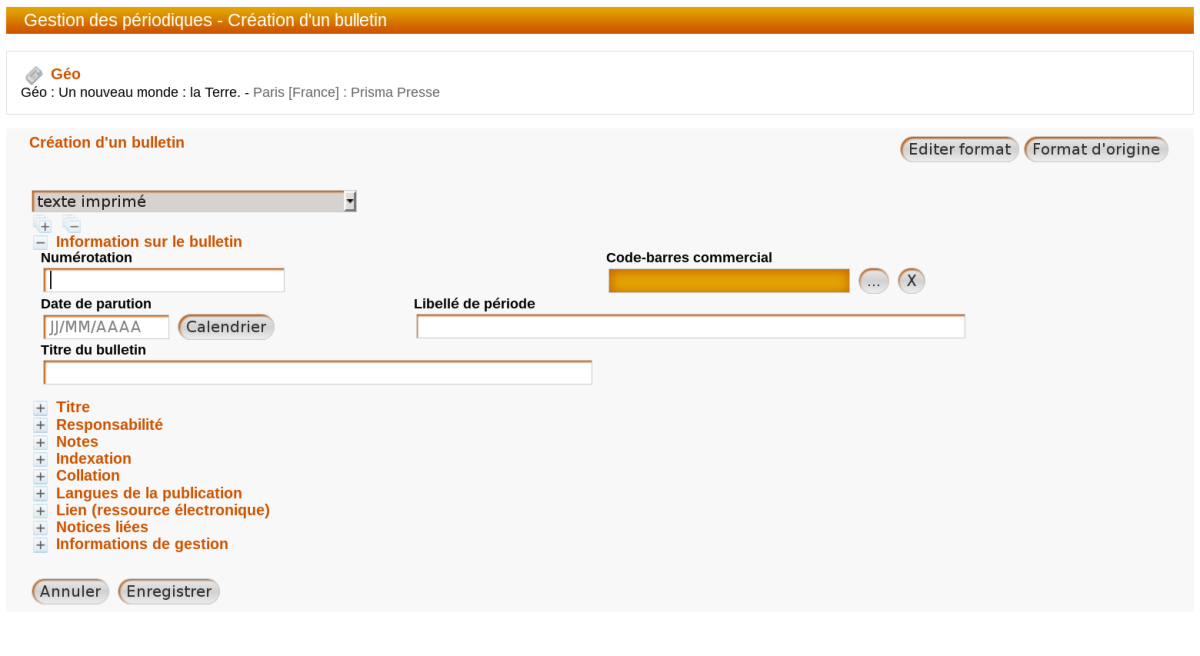 Gestion des périodiques - Création d'un bulletin
Géo
Géo : Un nouveau monde : la Terre. - Paris [France] : Prisma Presse
Création d'un bulletin
Editer format Format d'origine
texte imprimé
Information sur le bulletin
Numérotation Code-barres commercial
... X
Date de parution Libellé de période
JJ/MM/AAAA Calendrier
Titre du bulletin
Titre
Responsabilité
Notes
Indexation
Collation
Langues de la publication
Lien (ressource électronique)
Notices liées
Informations de gestion
Annuler Enregistrer